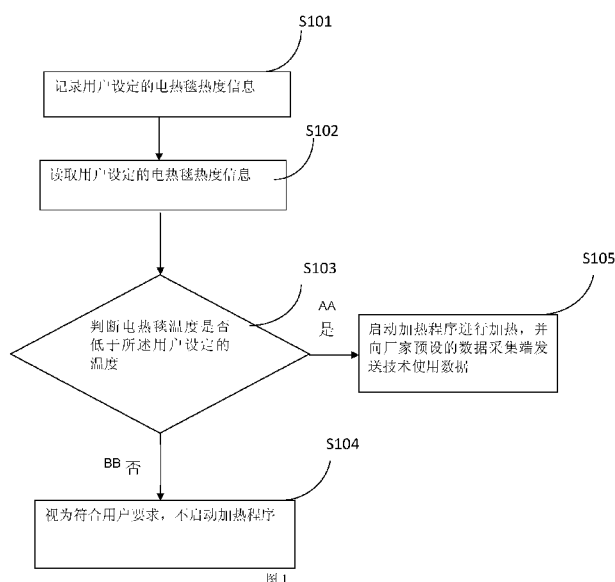 S101
记录用户设定的电热毯热度信息
S102
读取用户设定的电热毯热度信息
S103
判断电热毯温度是否
低于所述用户设定的
温度
AA
是
S105
启动加热程序进行加热，并
向厂家预设的数据采集端发
送技术使用数据
BB 否
S104
视为符合用户要求，不启动加热程序
图 1